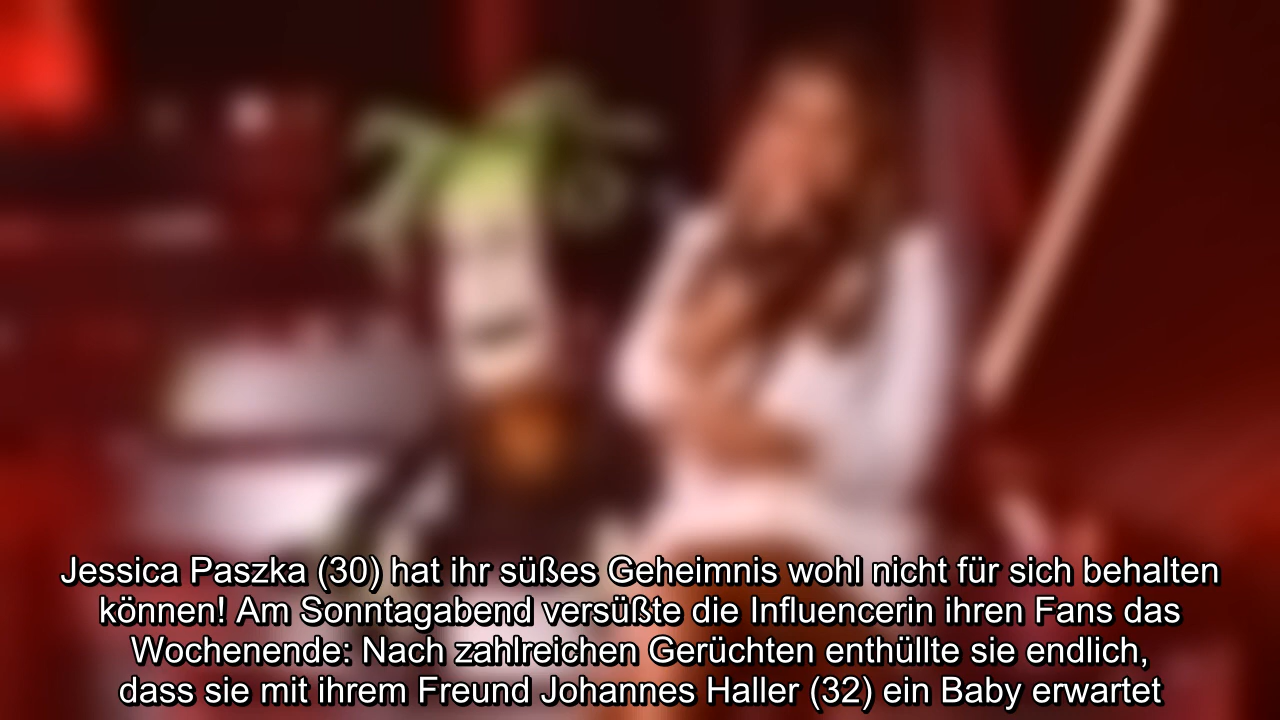 Jessica Paszka (30) hat ihr süßes Geheimnis wohl nicht für sich behalten
können! Am Sonntagabend versüßte die Influencerin ihren Fans das
Wochenende: Nach zahlreichen Gerüchten enthüllte sie endlich,
dass sie mit ihrem Freund Johannes Haller (32) ein Baby erwartet